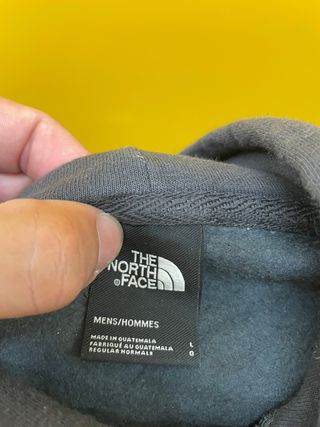 THE
NORTH
®FACE
MENS/HOMMES
MADE IN GUATEMALA L
FABRIQUÉ AU GUATEMALA G
REGULAR NORMALE